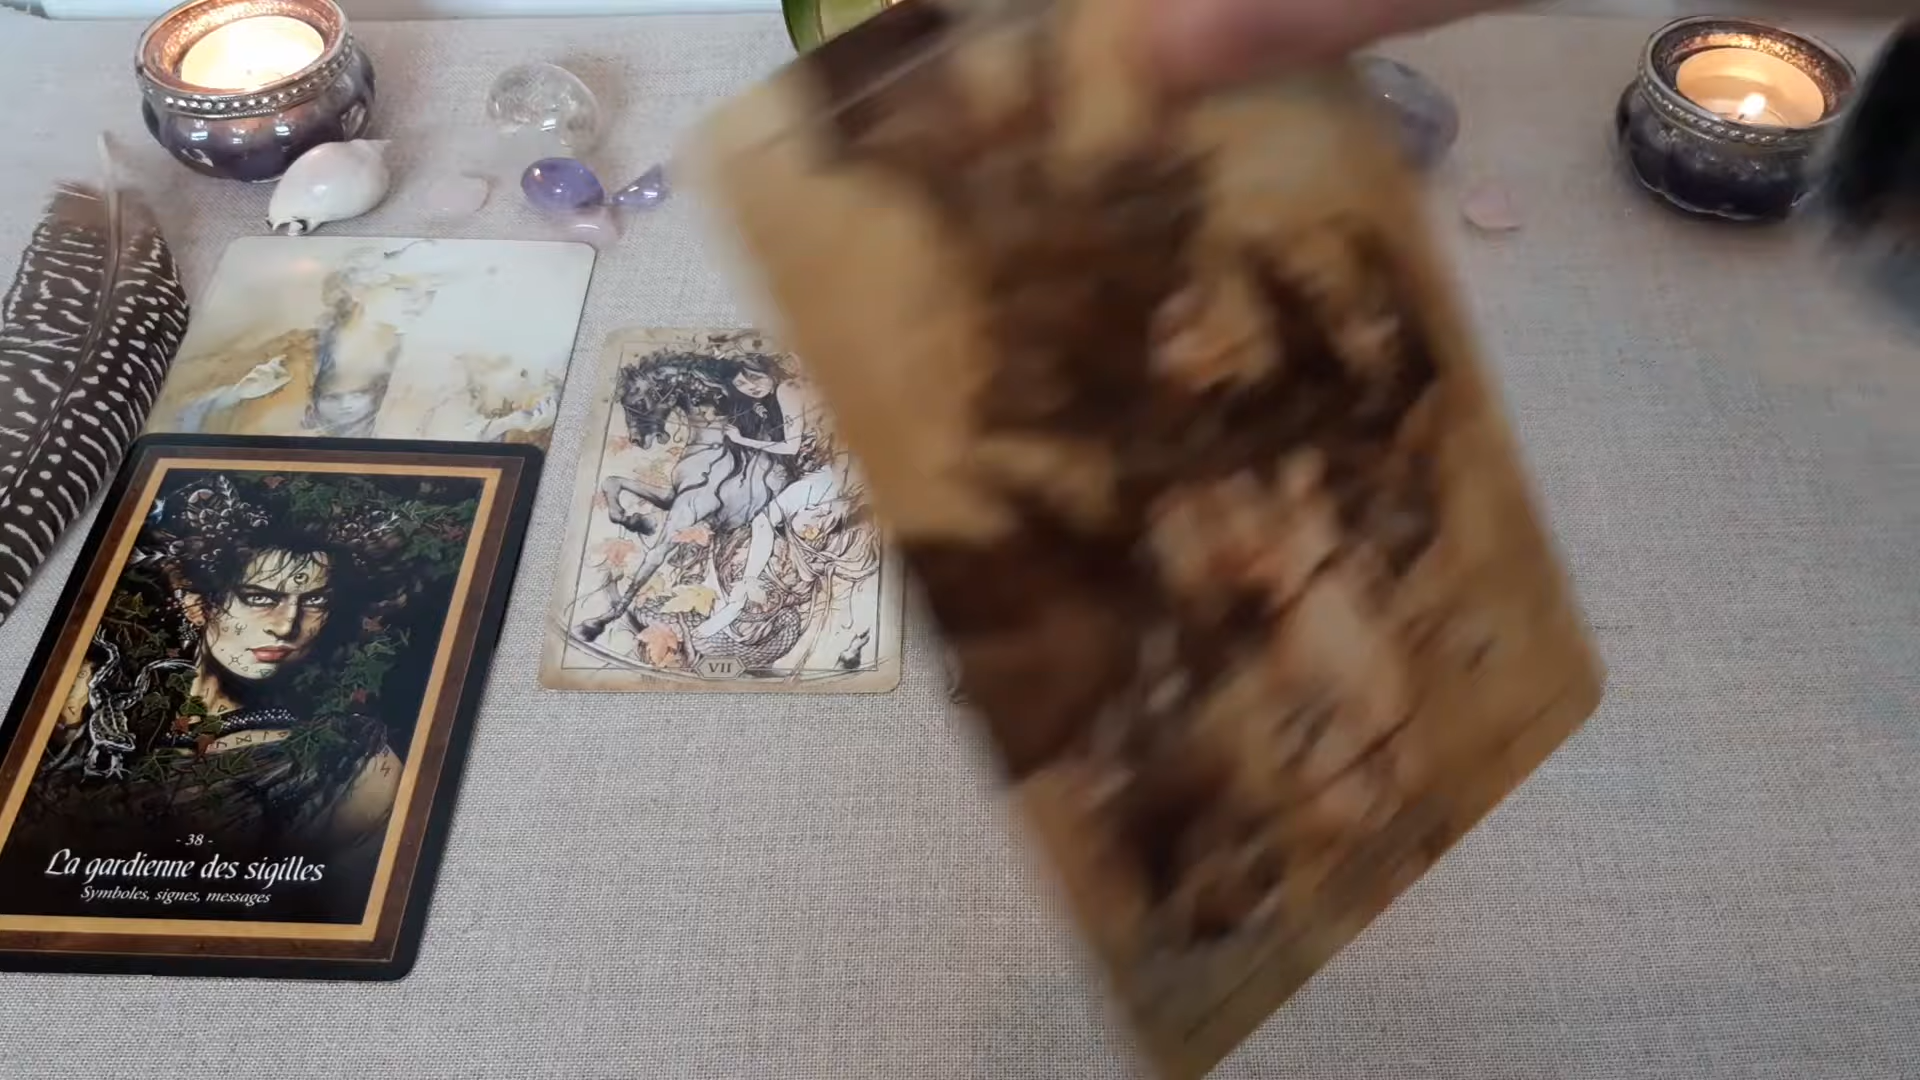 VII
- 38 -
La gardienne des sigilles
Symboles, signes, messages